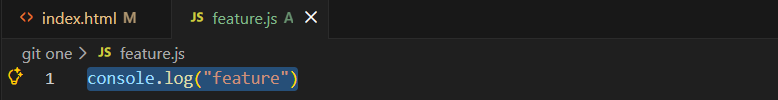 <> index.html M JS feature.js A
git one > JS feature.js
1 console.log("feature")